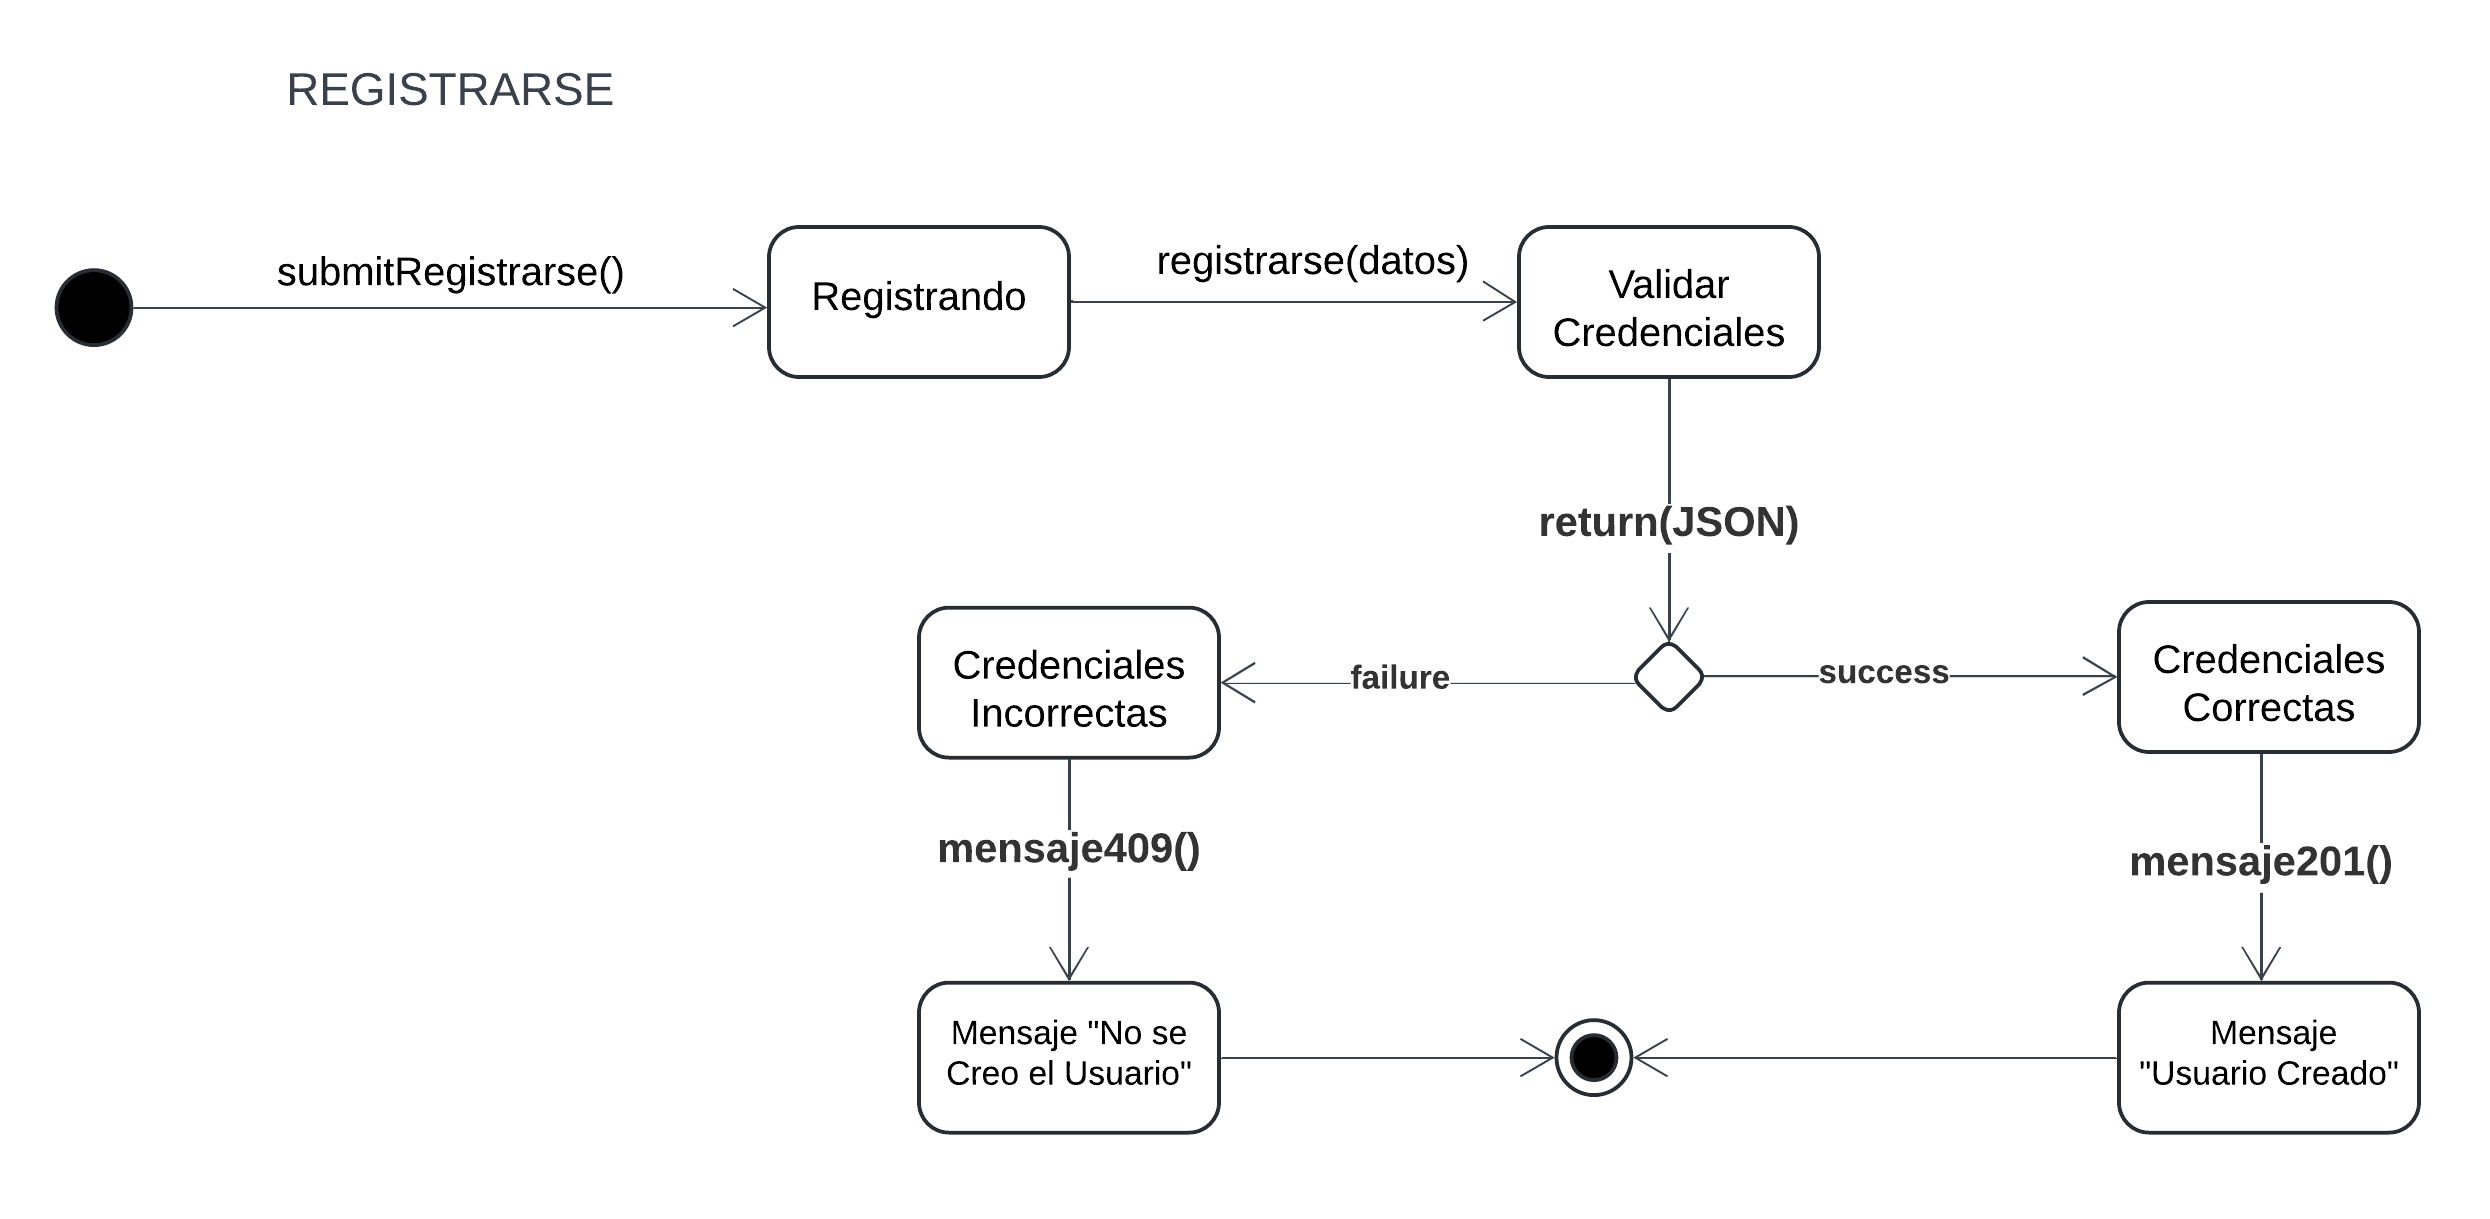 REGISTRARSE
submitRegistrarse()
Registrando
registrarse(datos)
Validar
Credenciales
return(JSON)
Credenciales
Incorrectas
failure
success
Credenciales
Correctas
mensaje409()
mensaje201()
Mensaje "No se
Creo el Usuario"
Mensaje
"Usuario Creado"